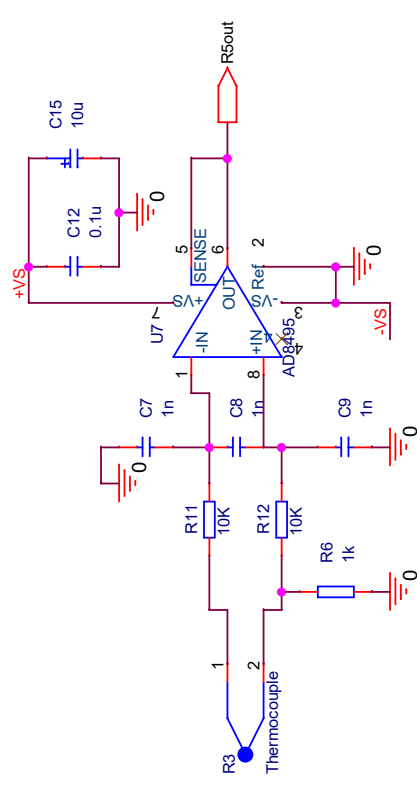 R3
Thermocouple
1
2
R6
1k
0
R11
10K
R12
10K
0
C7
1n
C8
1n
C9
1n
0
1
8
U7
-IN
+IN
AD8495
7
+VS
4
4
3
-VS
-VS
OUT
Ref
SENSE
5
6
2
0
+VS
C12
0.1u
C15
10u
0
R5out